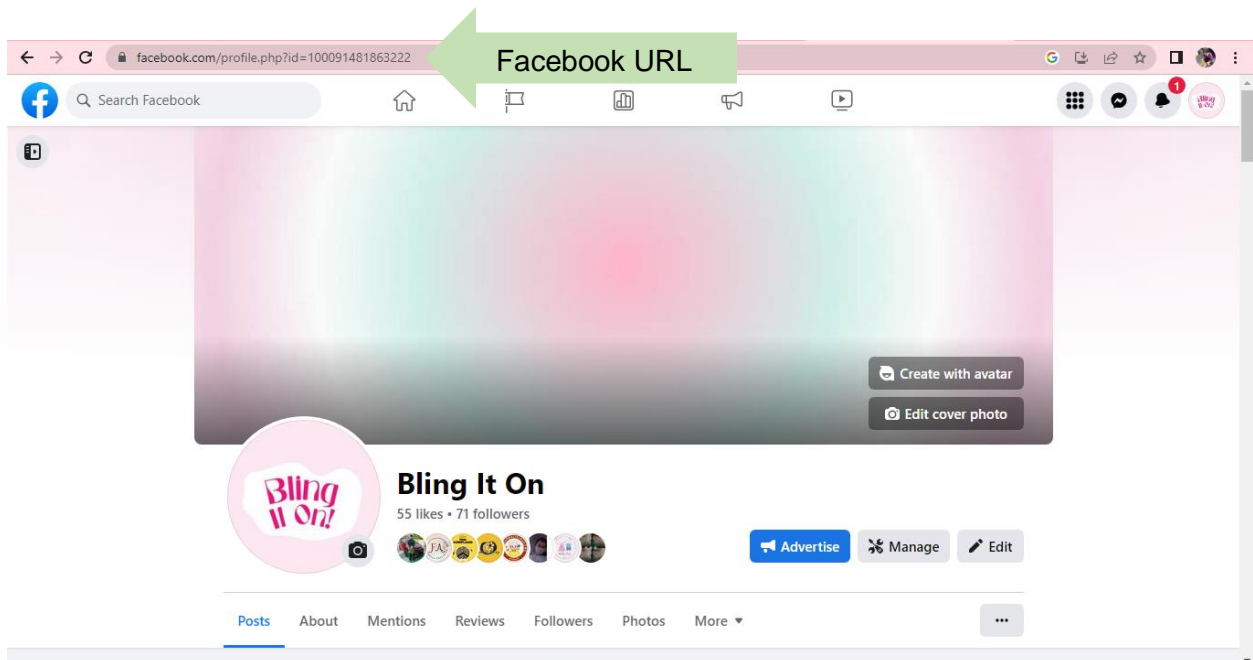 Facebook URL
facebook.com/profile.php?id=100091481863222
Search Facebook
1
Create with avatar
Edit cover photo
Bling
It On!
Bling It On
55 likes • 71 followers
Advertise
Manage
Edit
Posts
About
Mentions
Reviews
Followers
Photos
More